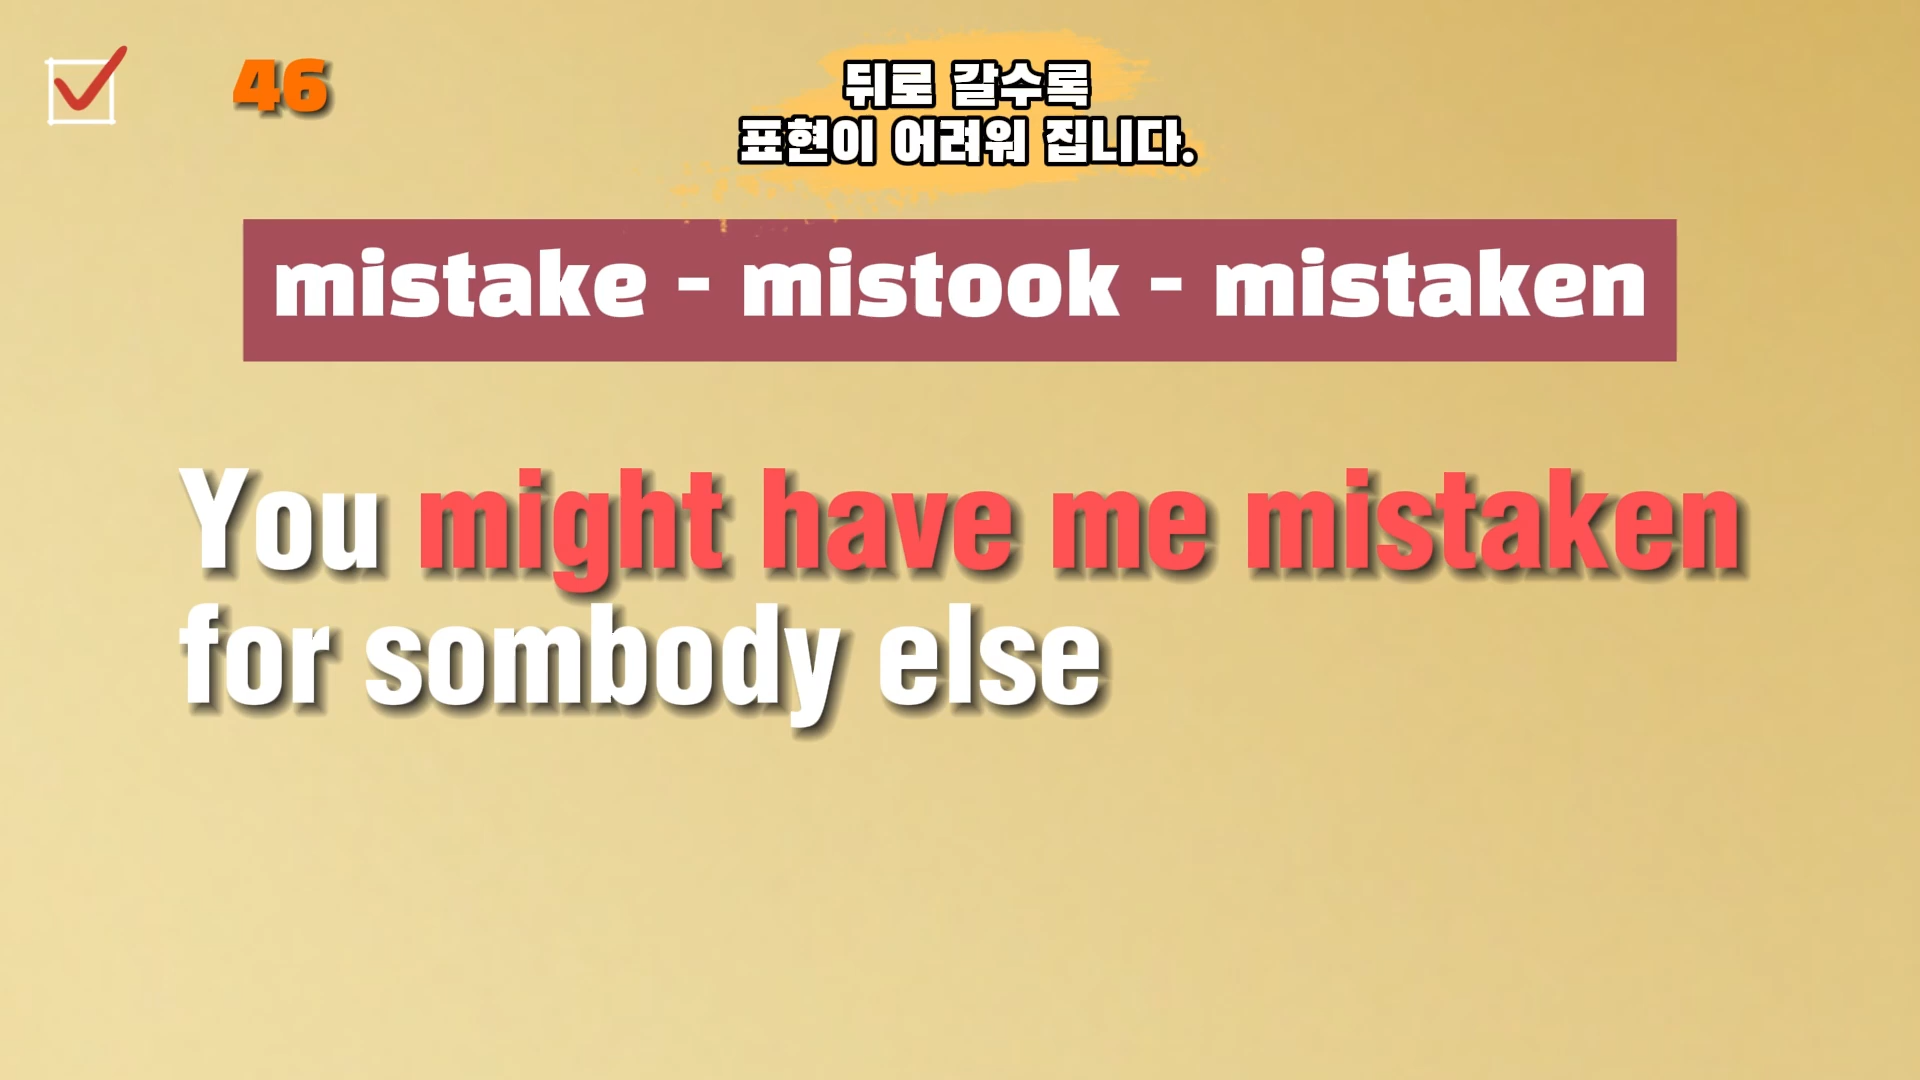 46
뒤로 갈수록
표현이 어려워 집니다.
mistake - mistook - mistaken
You might have me mistaken
for sombody else